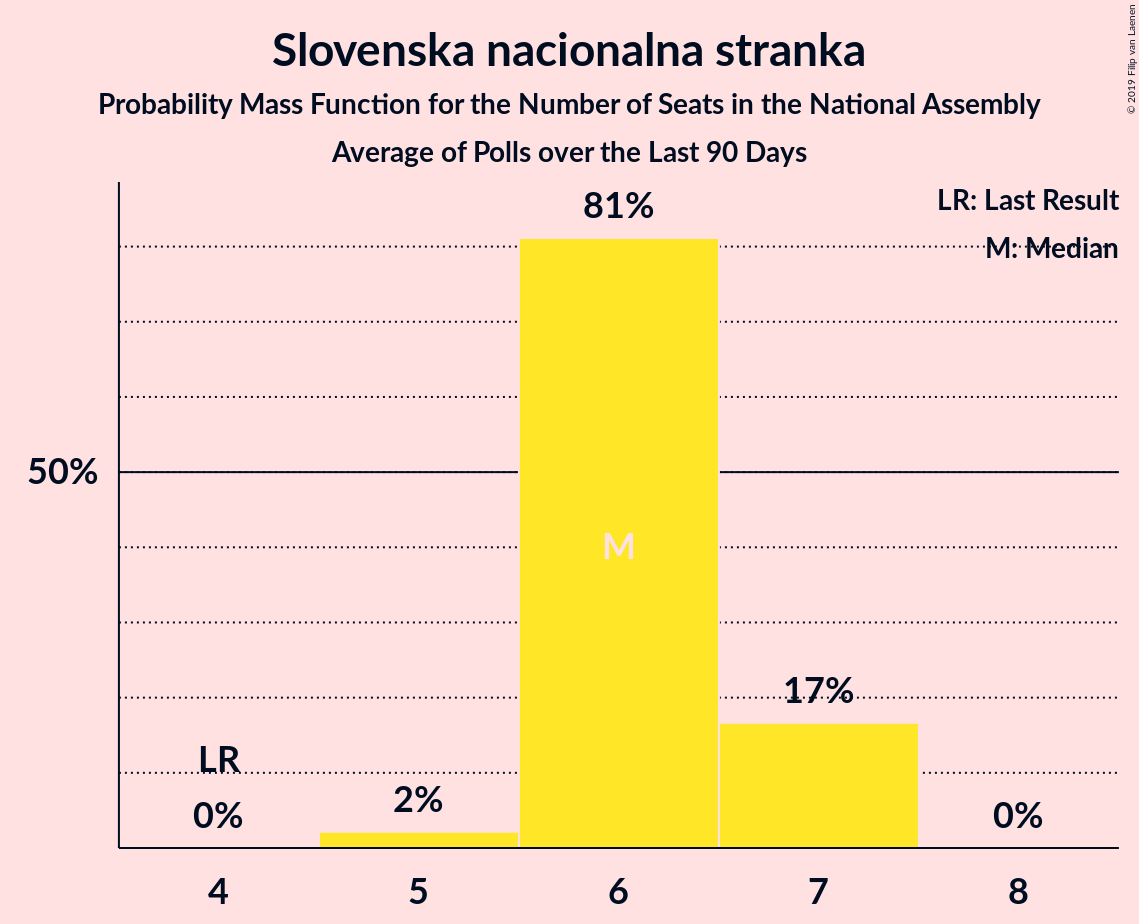 Slovenska nacionalna stranka
Probability Mass Function for the Number of Seats in the National Assembly
Average of Polls over the Last 90 Days
© 2019 Filip van Laenen
LR: Last Result
M: Median
81%
50%
M
17%
LR
2%
0%
0%
4
5
6
7
8